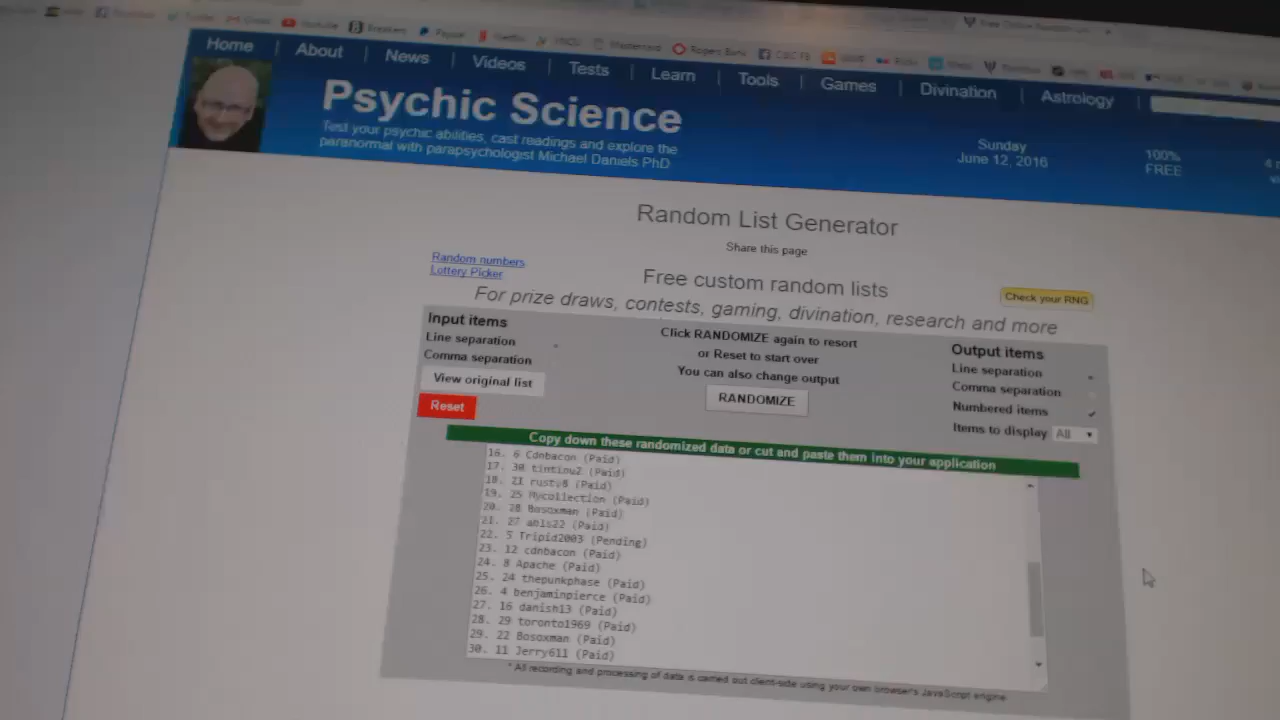 Home | About | News | Videos | Tests | Learn | Tools | Games | Divination | Astrology
Psychic Science
Test your psychic abilities, cast readings and explore the
paranormal with parapsychologist Michael Daniels PhD
Sunday
June 12, 2016
100%
FREE
Random List Generator
Share this page
Random numbers
Lottery Picker
Free custom random lists
Check your RNG
For prize draws, contests, gaming, divination, research and more
Input items
Line separation
Comma separation
View original list
Reset
Click RANDOMIZE again to resort
or Reset to start over
You can also change output
RANDOMIZE
Output items
Line separation
Comma separation
Numbered items
Items to display All
Copy down these randomized data or cut and paste them into your application
16. 6 Cdnbacon (Paid)
17. 30 tintinu2 (Paid)
18. 21 rusty8 (Paid)
19. 25 Mycollection (Paid)
20. 28 Bosoxman (Paid)
21. 27 abls22 (Paid)
22. 5 Tripid2003 (Pending)
23. 12 cdnbacon (Paid)
24. 8 Apache (Paid)
25. 24 thepunkphase (Paid)
26. 4 benjaminpierce (Paid)
27. 16 danish13 (Paid)
28. 29 toronto1969 (Paid)
29. 22 Bosoxman (Paid)
30. 11 Jerry611 (Paid)
* All recording and processing of data is carried out client-side using your own browser's JavaScript engine